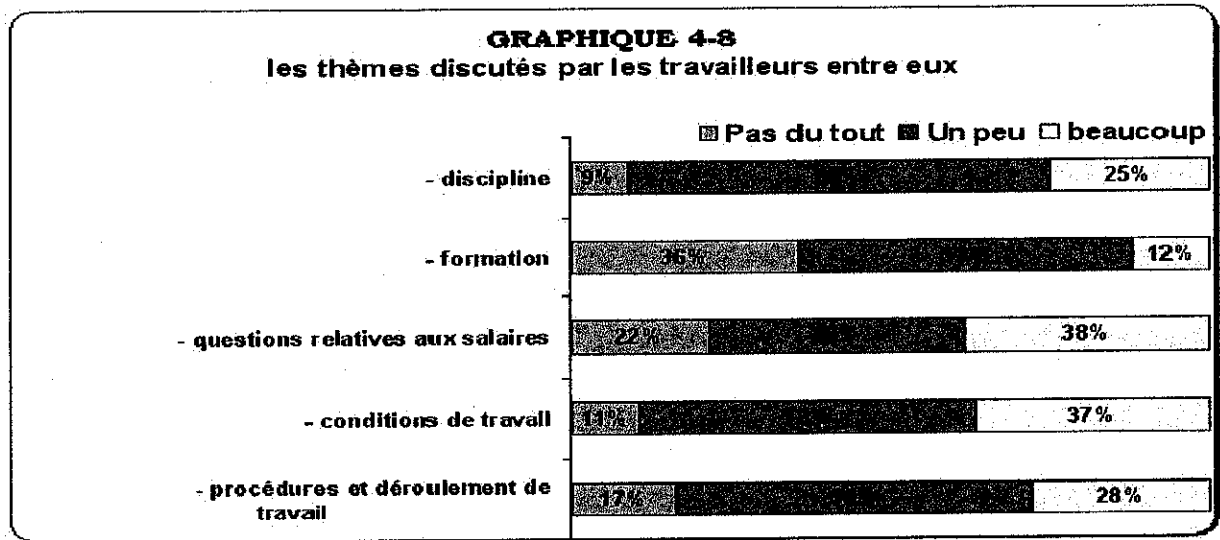 GRAPHIQUE 4-8
les thèmes discutés par les travailleurs entre eux
Pas du tout Un peu beaucoup
- discipline 9% 25%
- formation 36% 12%
- questions relatives aux salaires 22% 38%
- conditions de travail 11% 37%
- procédures et déroulement de 17% 28%
travail